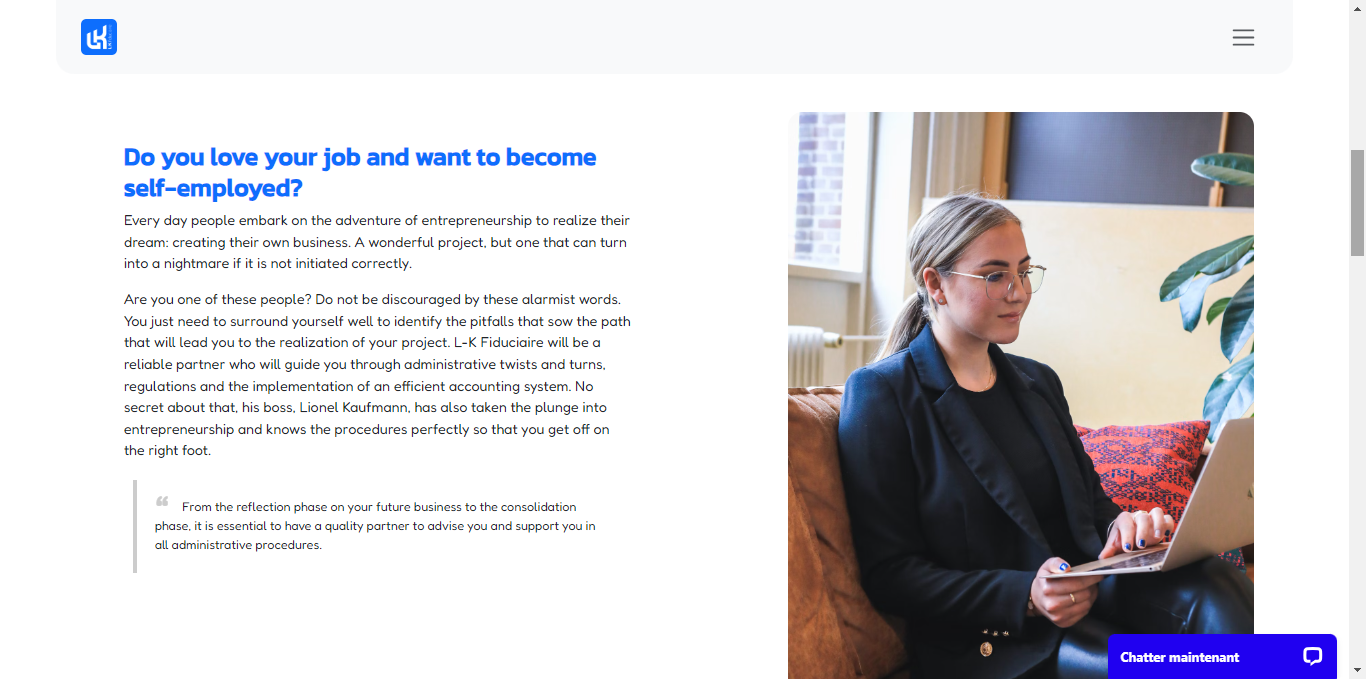 LK
Do you love your job and want to become
self-employed?
Every day people embark on the adventure of entrepreneurship to realize their
dream: creating their own business. A wonderful project, but one that can turn
into a nightmare if it is not initiated correctly.
Are you one of these people? Do not be discouraged by these alarmist words.
You just need to surround yourself well to identify the pitfalls that sow the path
that will lead you to the realization of your project. L-K Fiduciaire will be a
reliable partner who will guide you through administrative twists and turns,
regulations and the implementation of an efficient accounting system. No
secret about that, his boss, Lionel Kaufmann, has also taken the plunge into
entrepreneurship and knows the procedures perfectly so that you get off on
the right foot.
“ From the reflection phase on your future business to the consolidation
phase, it is essential to have a quality partner to advise you and support you in
all administrative procedures.
Chatter maintenant